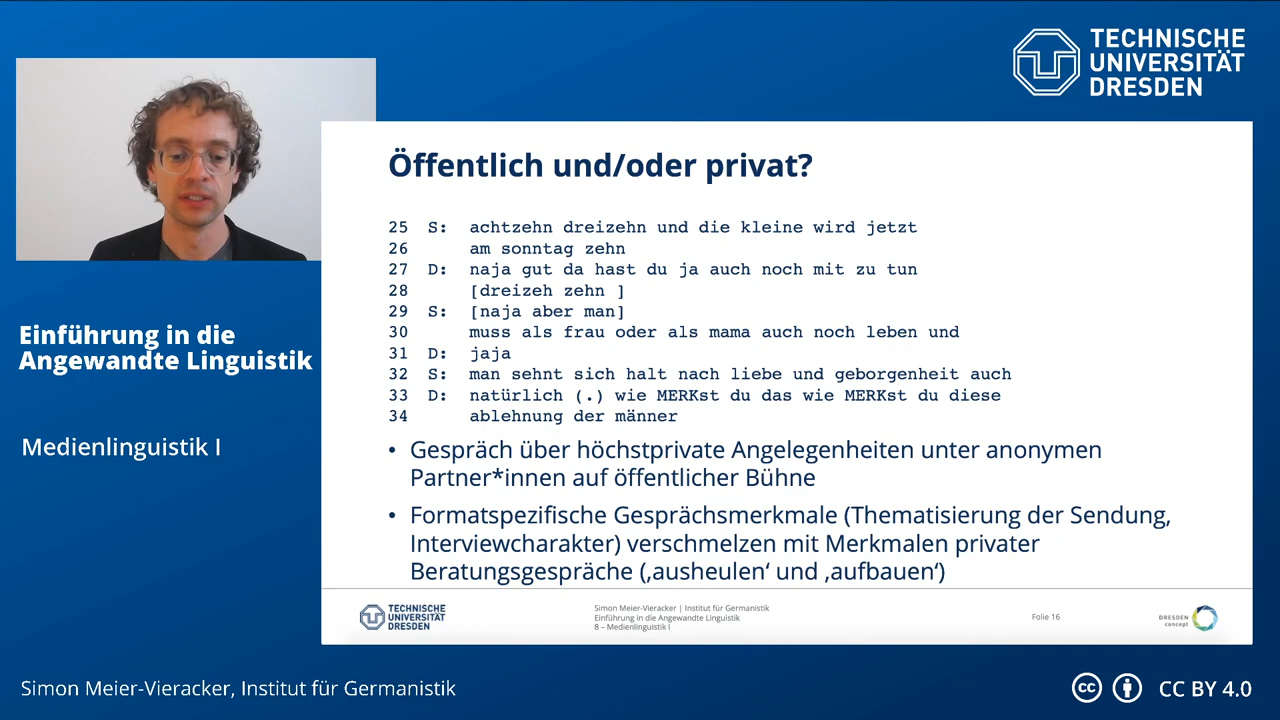 TECHNISCHE
UNIVERSITÄT
DRESDEN
Öffentlich und/oder privat?
25 S: achtzehn dreizehn und die kleine wird jetzt
26 am sonntag zehn
27 D: naja gut da hast du ja auch noch mit zu tun
28 [dreizeh zehn ]
29 S: [naja aber man]
30 muss als frau oder als mama auch noch leben und
31 D: jaja
32 S: man sehnt sich halt nach liebe und geborgenheit auch
33 D: natürlich (.) wie MERKst du das wie MERKst du diese
34 ablehnung der männer
• Gespräch über höchstprivate Angelegenheiten unter anonymen
Partner*innen auf öffentlicher Bühne
• Formatspezifische Gesprächsmerkmale (Thematisierung der Sendung,
Interviewcharakter) verschmelzen mit Merkmalen privater
Beratungsgespräche (‚ausheulen‘ und ‚aufbauen‘)
TECHNISCHE
UNIVERSITÄT
DRESDEN
Simon Meier-Vieracker | Institut für Germanistik
Einführung in die Angewandte Linguistik
8 – Medienlinguistik I
Folie 16
DRESDEN
concept
Einführung in die
Angewandte Linguistik
Medienlinguistik I
Simon Meier-Vieracker, Institut für Germanistik
cc CC BY 4.0